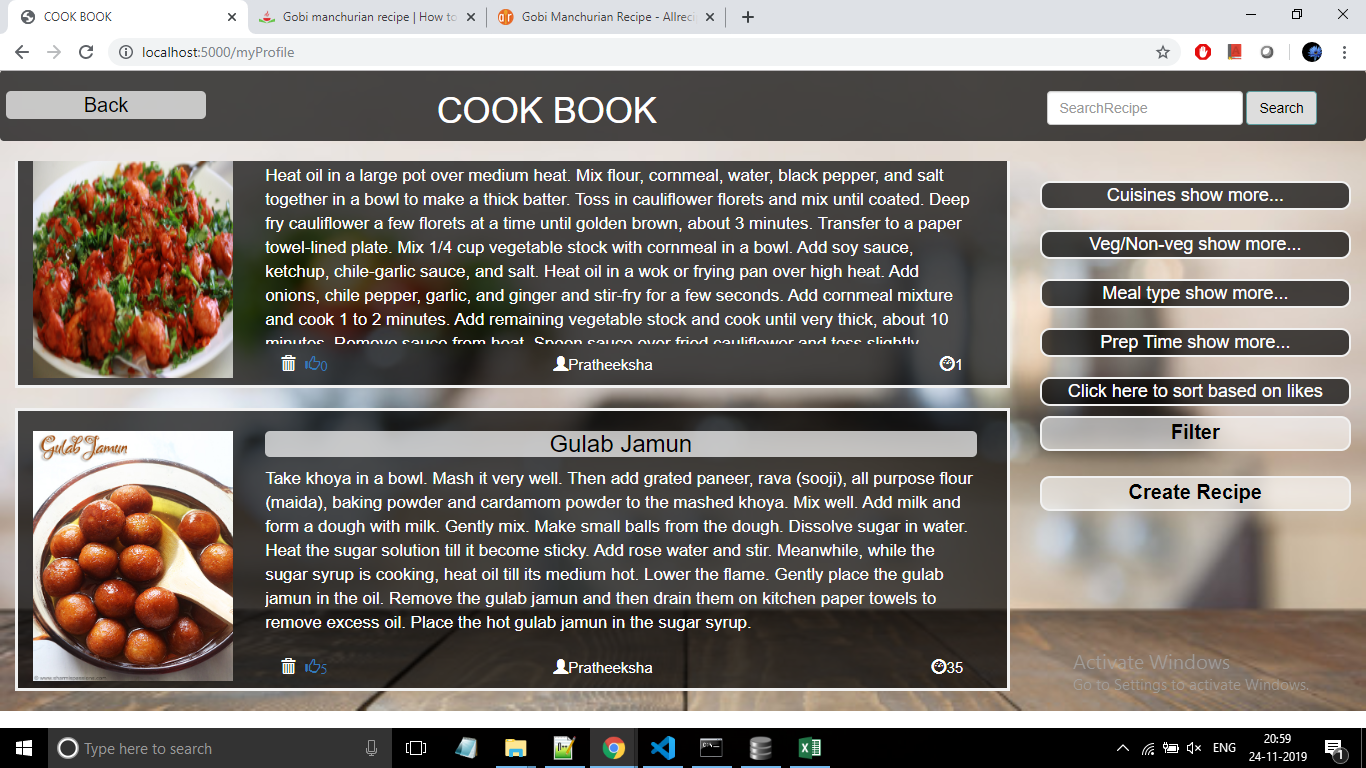 COOK BOOK
Gobi manchurian recipe | How to
Gobi Manchurian Recipe - Allreci
localhost:5000/myProfile
Back
COOK BOOK
SearchRecipe
Search
Heat oil in a large pot over medium heat. Mix flour, cornmeal, water, black pepper, and salt
together in a bowl to make a thick batter. Toss in cauliflower florets and mix until coated. Deep
fry cauliflower a few florets at a time until golden brown, about 3 minutes. Transfer to a paper
towel-lined plate. Mix 1/4 cup vegetable stock with cornmeal in a bowl. Add soy sauce,
ketchup, chile-garlic sauce, and salt. Heat oil in a wok or frying pan over high heat. Add
onions, chile pepper, garlic, and ginger and stir-fry for a few seconds. Add cornmeal mixture
and cook 1 to 2 minutes. Add remaining vegetable stock and cook until very thick, about 10
minutes. Remove sauce from heat. Spoon sauce over fried cauliflower and toss slightly
0
Pratheeksha
1
Gulab Jamun
Gulab Jamun
Take khoya in a bowl. Mash it very well. Then add grated paneer, rava (sooji), all purpose flour
(maida), baking powder and cardamom powder to the mashed khoya. Mix well. Add milk and
form a dough with milk. Gently mix. Make small balls from the dough. Dissolve sugar in water.
Heat the sugar solution till it become sticky. Add rose water and stir. Meanwhile, while the
sugar syrup is cooking, heat oil till its medium hot. Lower the flame. Gently place the gulab
jamun in the oil. Remove the gulab jamun and then drain them on kitchen paper towels to
remove excess oil. Place the hot gulab jamun in the sugar syrup.
5
Pratheeksha
35
Cuisines show more...
Veg/Non-veg show more...
Meal type show more...
Prep Time show more...
Click here to sort based on likes
Filter
Create Recipe
Activate Windows
Go to Settings to activate Windows.
Type here to search
ENG
20:59
24-11-2019
1